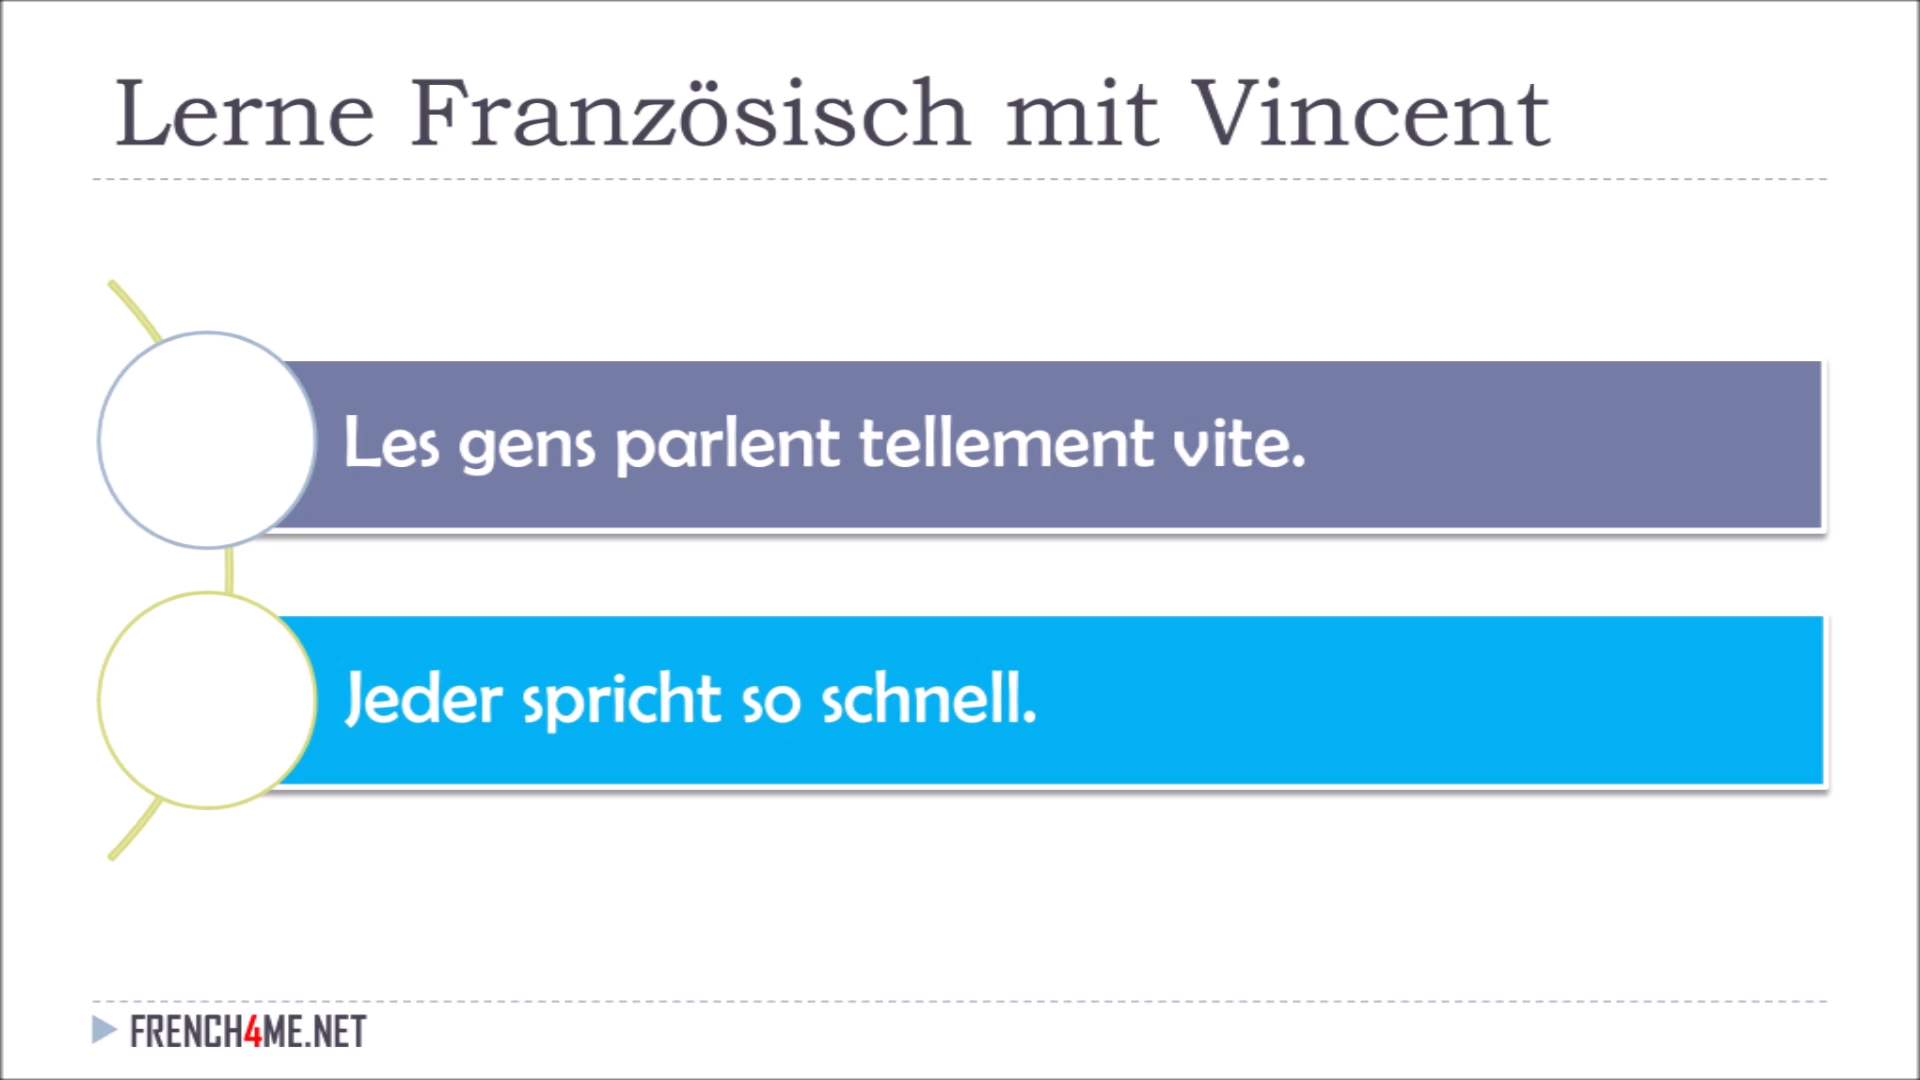 Lerne Französisch mit Vincent
Les gens parlent tellement vite.
Jeder spricht so schnell.
FRENCH4ME.NET